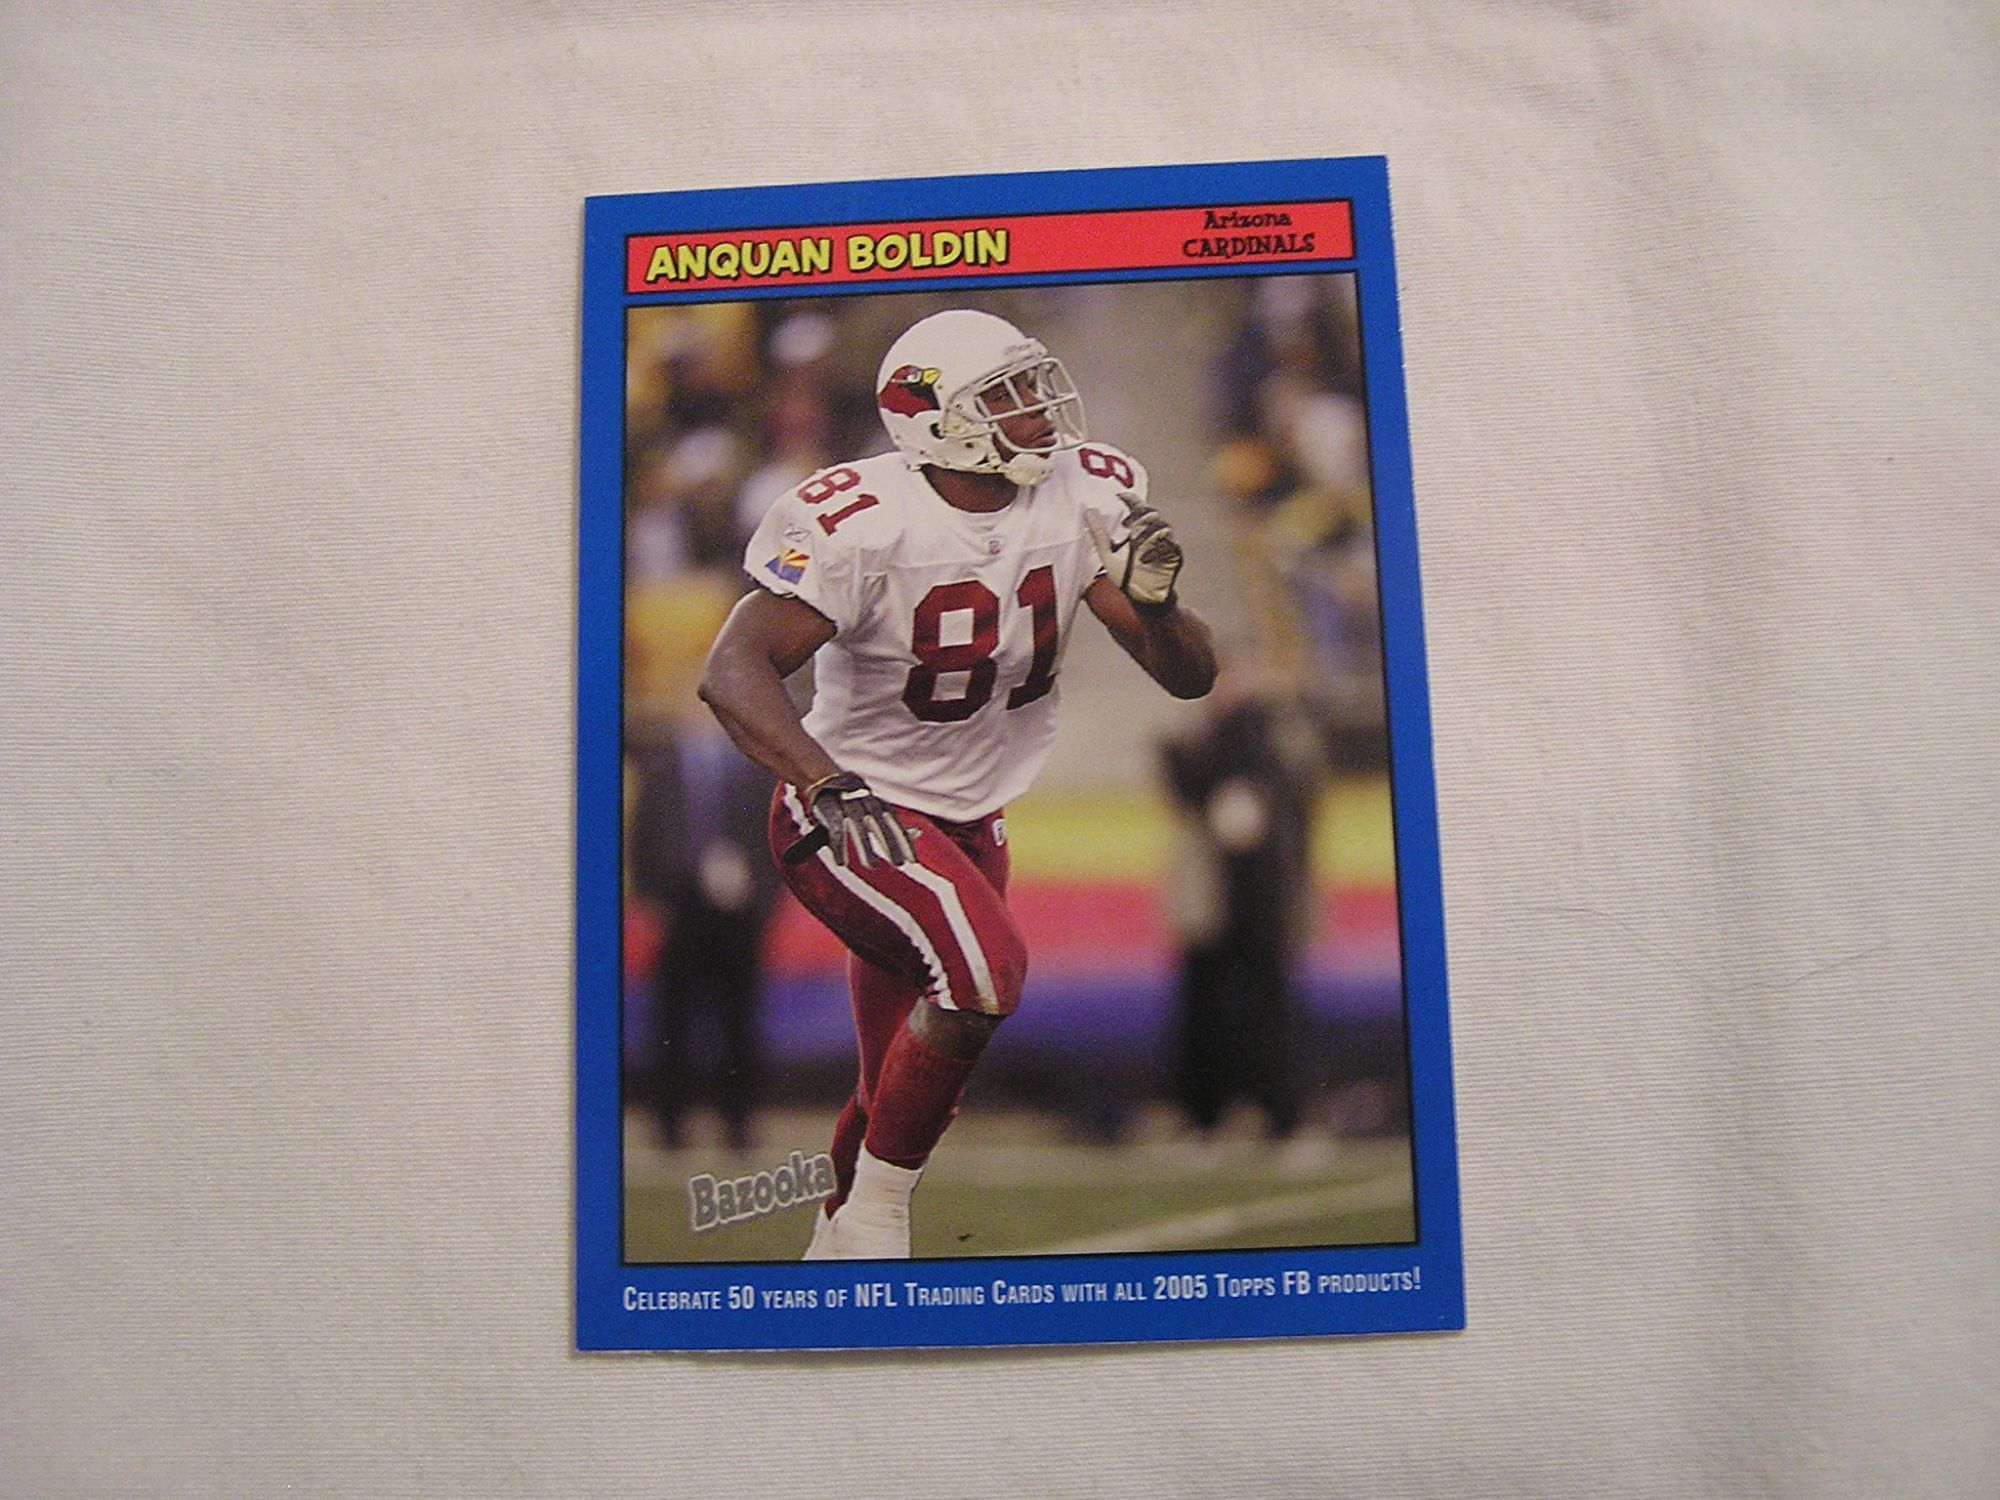 ANQUAN BOLDIN
Arizona
CARDINALS
81
8
81
Bazooka
CELEBRATE 50 YEARS OF NFL TRADING CARDS WITH ALL 2005 TOPPS FB PRODUCTS!